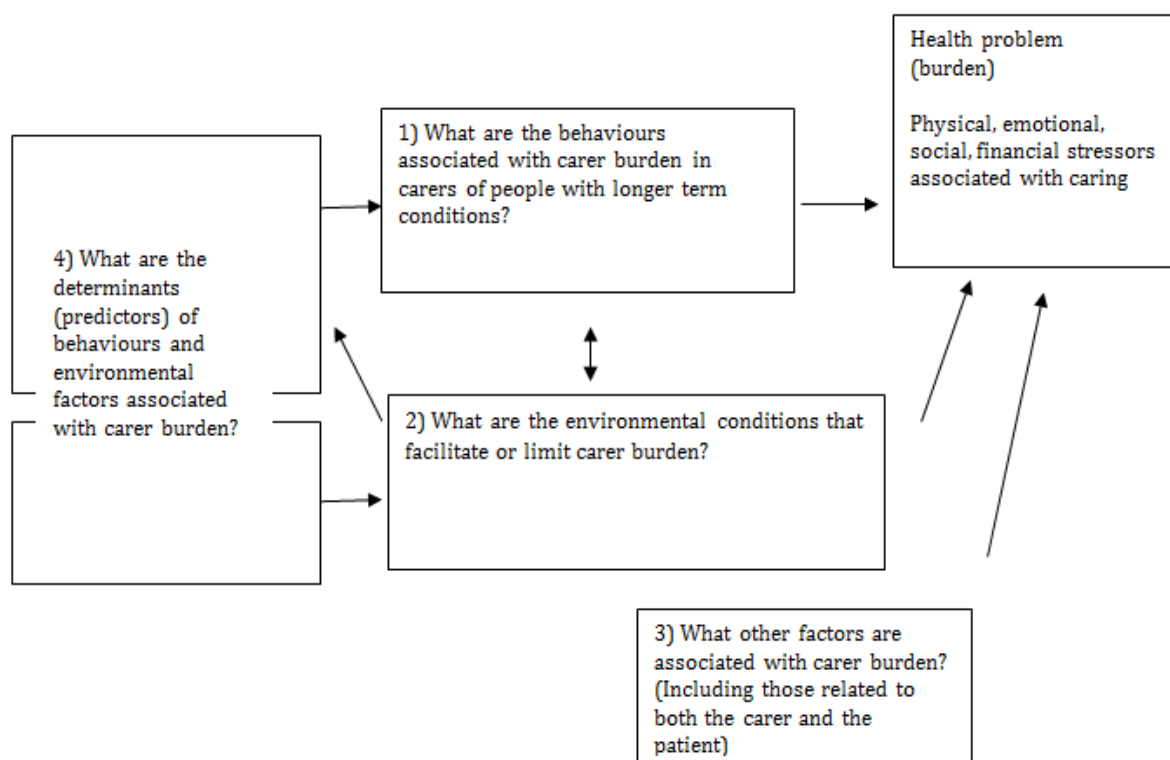 Health problem
(burden)
Physical, emotional,
social, financial stressors
associated with caring
1) What are the behaviours
associated with carer burden in
carers of people with longer term
conditions?
4) What are the
determinants
(predictors) of
behaviours and
environmental
factors associated
with carer burden?
2) What are the environmental conditions that
facilitate or limit carer burden?
3) What other factors are
associated with carer burden?
(Including those related to
both the carer and the
patient)